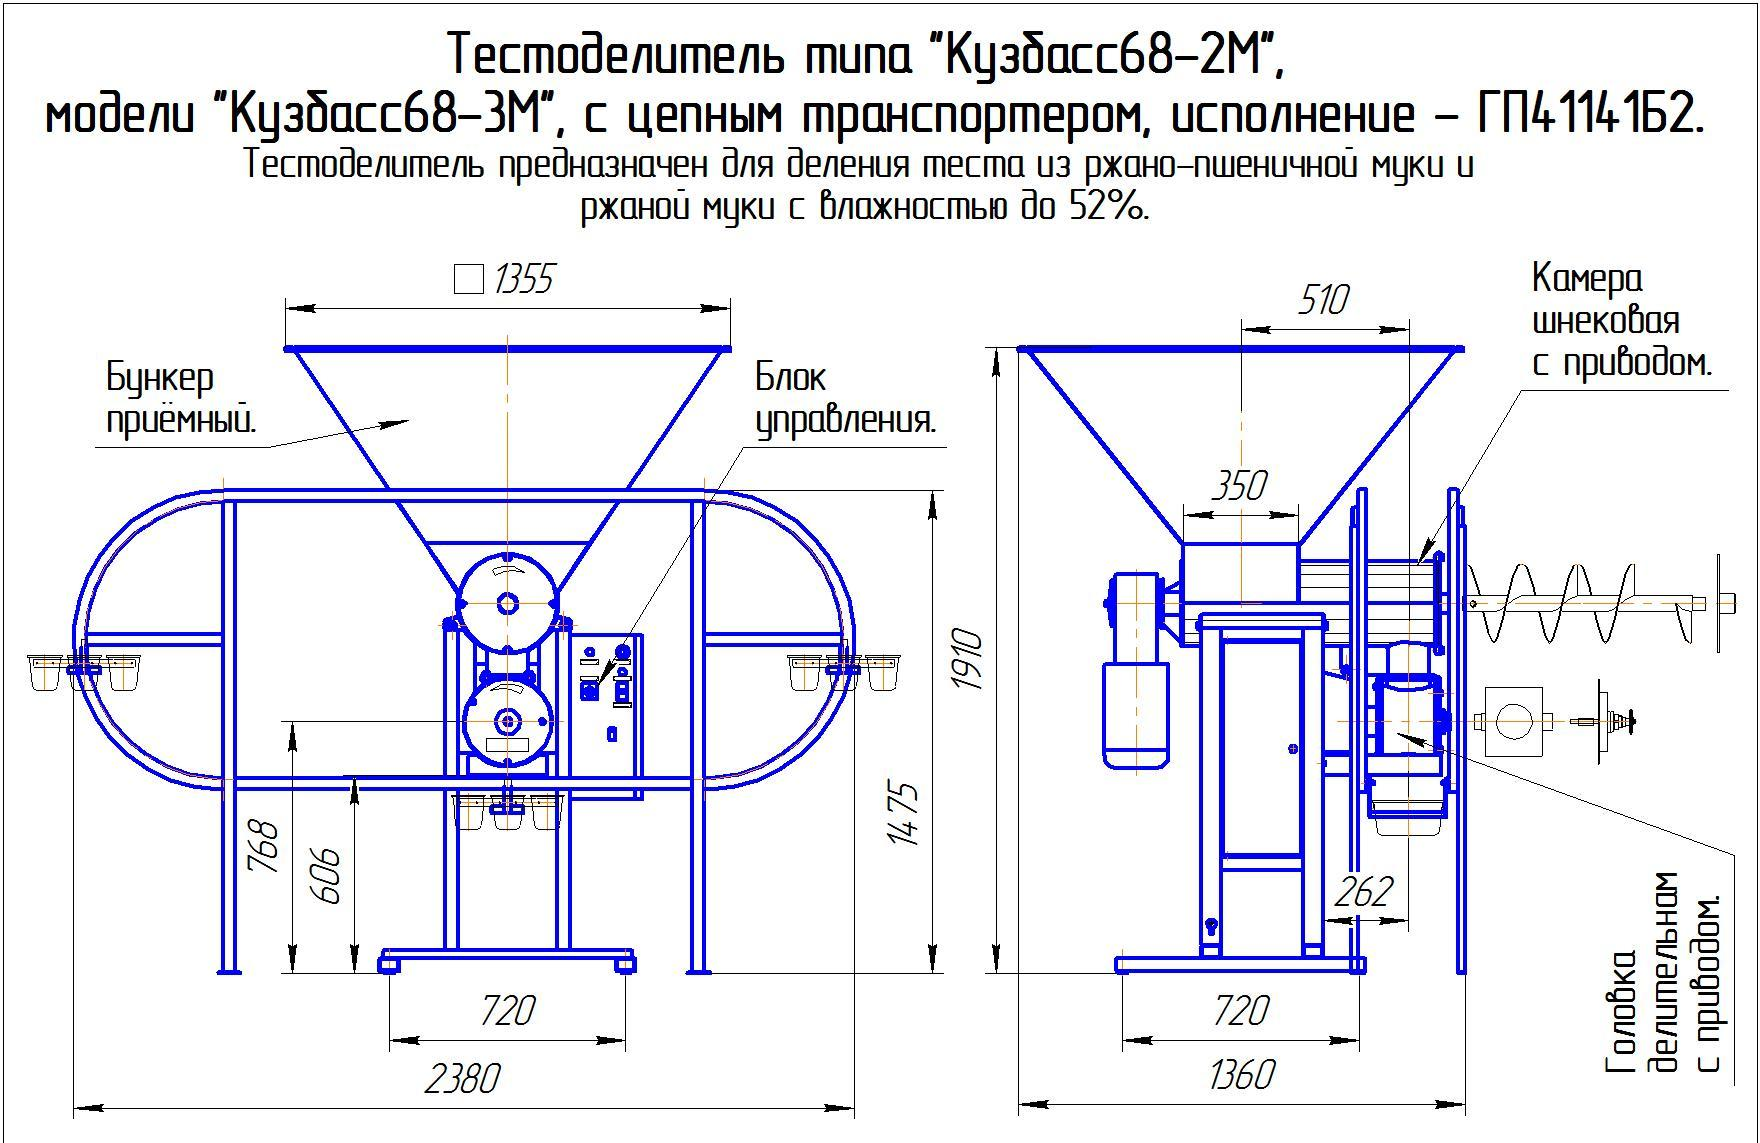 Тестоделитель типа "Кузбасс68-2М",
модели "Кузбасс68-3М", с цепным транспортером, исполнение - ГП41141Б2.
Тестоделитель предназначен для деления теста из ржано-пшеничной муки и
ржаной муки с влажностью до 52%.
□ 1355
Бункер
приёмный.
Блок
управления.
768
606
1475
720
2380
510
Камера
шнековая
с приводом.
350
1910
262
720
1360
Головка
делительная
с приводом.